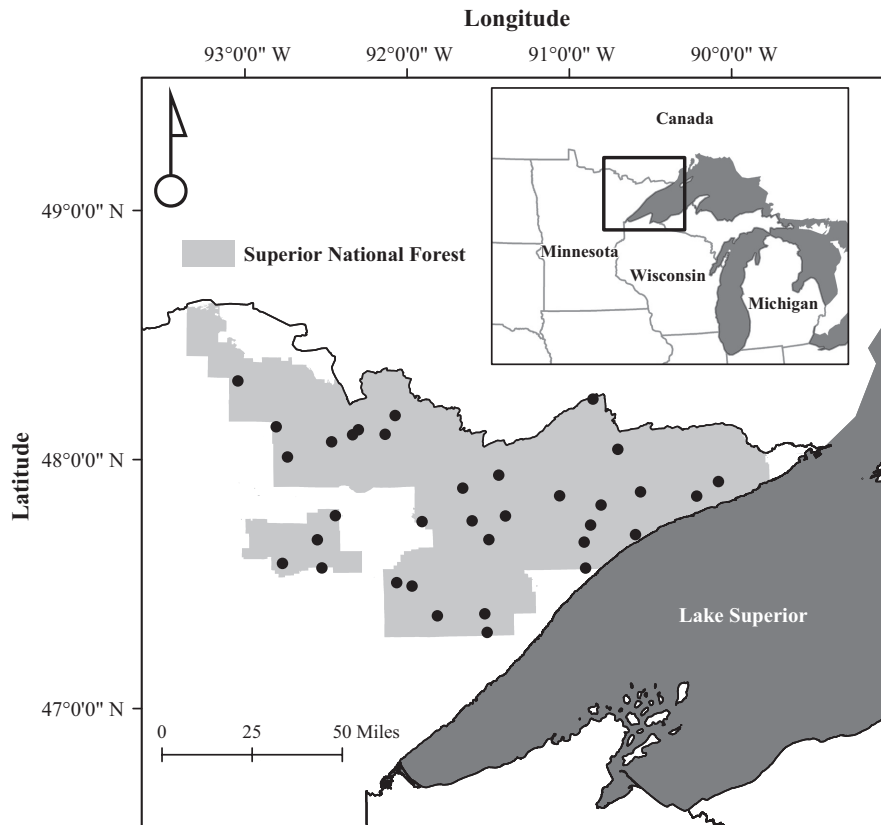 Longitude
93°0'0" W 92°0'0" W 91°0'0" W 90°0'0" W
Canada
49°0'0" N
Superior National Forest
Minnesota
Wisconsin
Michigan
48°0'0" N
Latitude
Lake Superior
47°0'0" N
0 25 50 Miles